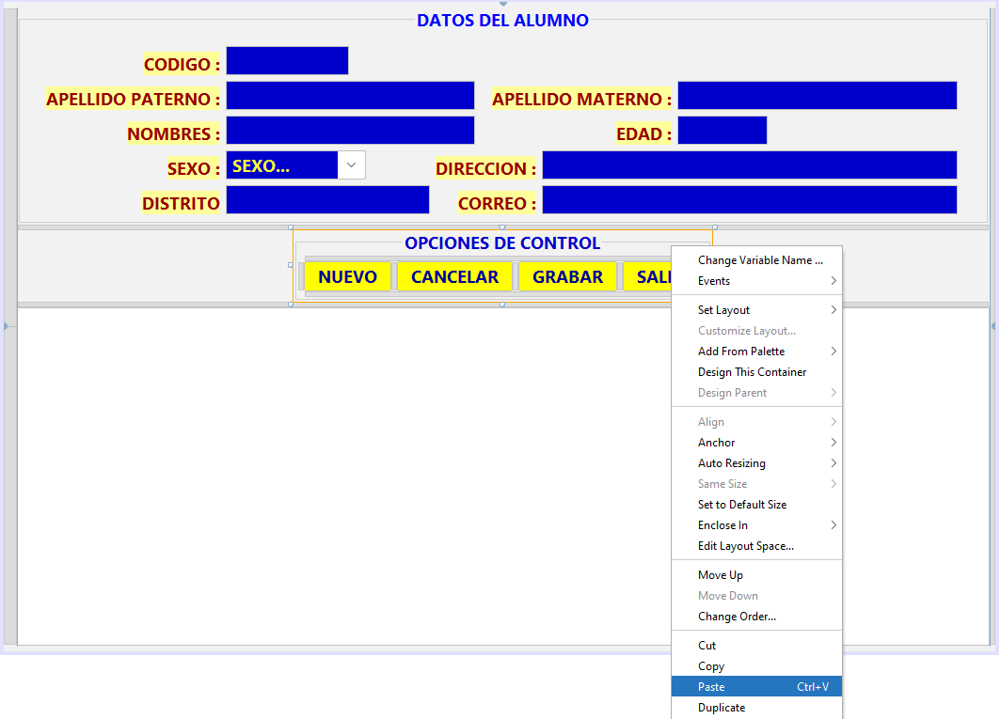 DATOS DEL ALUMNO
CODIGO :
APELLIDO PATERNO : APELLIDO MATERNO :
NOMBRES : EDAD :
SEXO : SEXO... DIRECCION :
DISTRITO CORREO :
OPCIONES DE CONTROL
NUEVO CANCELAR GRABAR
Change Variable Name ...
Events
Set Layout
Customize Layout...
Add From Palette
Design This Container
Design Parent
Align
Anchor
Auto Resizing
Same Size
Set to Default Size
Enclose In
Edit Layout Space...
Move Up
Move Down
Change Order...
Cut
Copy
Paste Ctrl+V
Duplicate